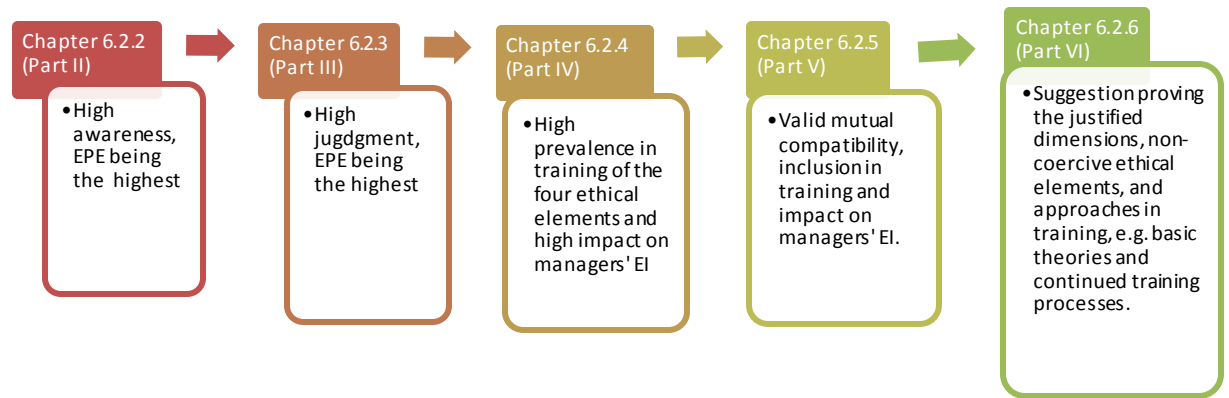 Chapter 6.2.2
(Part II)
•High
awareness,
EPE being
the highest
Chapter 6.2.3
(Part III)
•High
jugdgment,
EPE being
the highest
Chapter 6.2.4
(Part IV)
•High
prevalence in
training of the
four ethical
elements and
high impact on
managers' EI
Chapter 6.2.5
(Part V)
•Valid mutual
compatibility,
inclusion in
training and
impact on
managers' EI.
Chapter 6.2.6
(Part VI)
•Suggestion proving
the justified
dimensions, non-
coercive ethical
elements, and
approaches in
training, e.g. basic
theories and
continued training
processes.